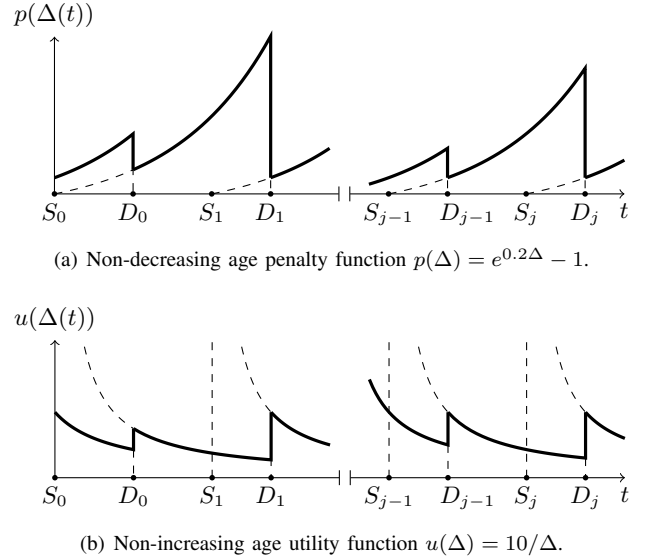 p(Δ(t))
S₀ D₀ S₁ D₁ Sⱼ₋₁ Dⱼ₋₁ Sⱼ Dⱼ t
(a) Non-decreasing age penalty function p(Δ) = e^{0.2Δ} − 1.
u(Δ(t))
S₀ D₀ S₁ D₁ Sⱼ₋₁ Dⱼ₋₁ Sⱼ Dⱼ t
(b) Non-increasing age utility function u(Δ) = 10/Δ.